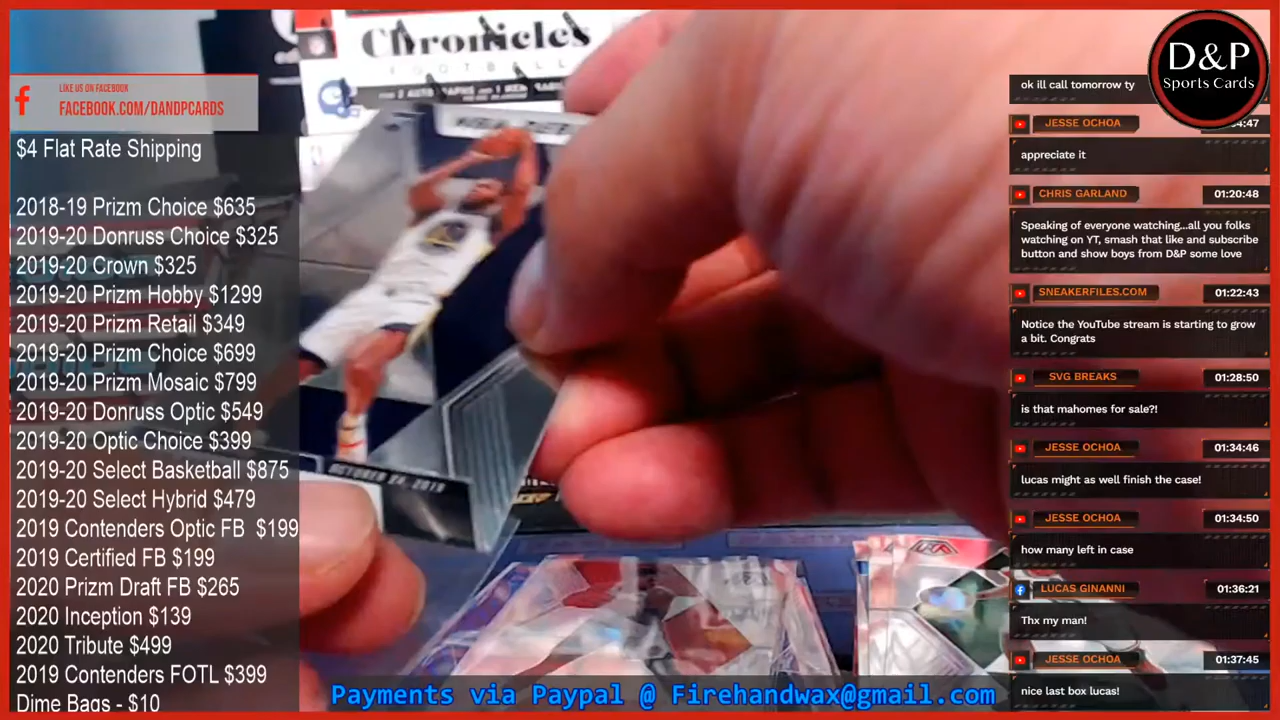 Chronicles
FOOTBALL
LIKE US ON FACEBOOK
FACEBOOK.COM/DANDPCARDS
$4 Flat Rate Shipping
2018-19 Prizm Choice $635
2019-20 Donruss Choice $325
2019-20 Crown $325
2019-20 Prizm Hobby $1299
2019-20 Prizm Retail $349
2019-20 Prizm Choice $699
2019-20 Prizm Mosaic $799
2019-20 Donruss Optic $549
2019-20 Optic Choice $399
2019-20 Select Basketball $875
2019-20 Select Hybrid $479
2019 Contenders Optic FB $199
2019 Certified FB $199
2020 Prizm Draft FB $265
2020 Inception $139
2020 Tribute $499
2019 Contenders FOTL $399
Dime Bags - $10
OCTOBER 24, 2019
Payments via Paypal @ Firehandwax@gmail.com
D&P
Sports Cards
ok ill call tomorrow ty
JESSE OCHOA
appreciate it
CHRIS GARLAND 01:20:48
Speaking of everyone watching...all you folks
watching on YT, smash that like and subscribe
button and show boys from D&P some love
SNEAKERFILES.COM 01:22:43
Notice the YouTube stream is starting to grow
a bit. Congrats
SVG BREAKS 01:28:50
is that mahomes for sale?!
JESSE OCHOA 01:34:46
lucas might as well finish the case!
JESSE OCHOA 01:34:50
how many left in case
LUCAS GINANNI 01:36:21
Thx my man!
JESSE OCHOA 01:37:45
nice last box lucas!